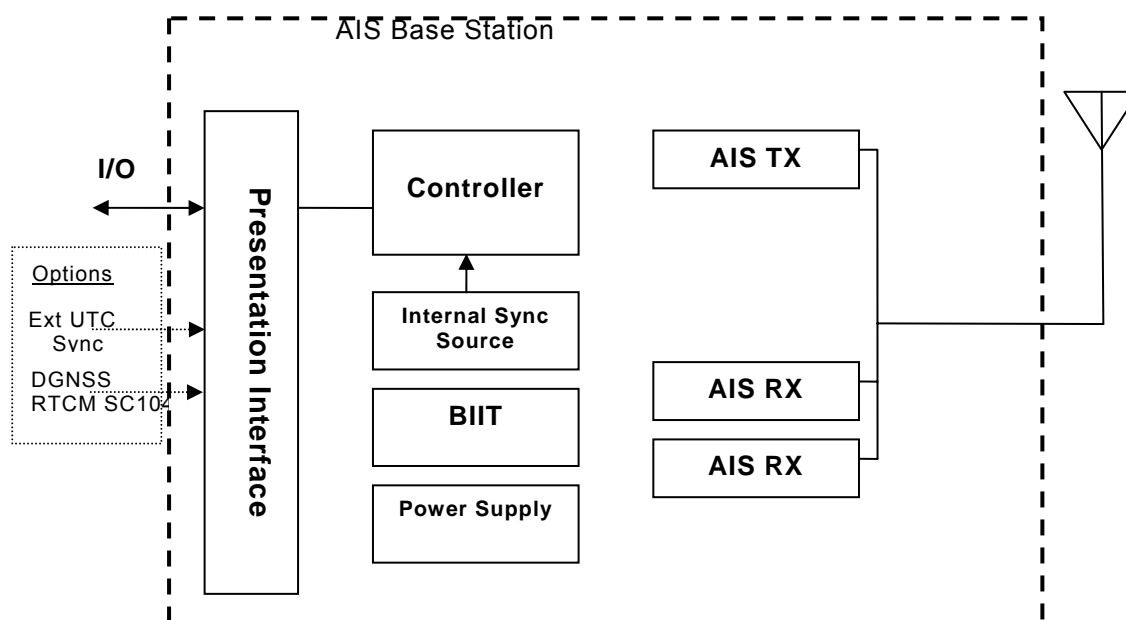 AIS Base Station
I/O
Options
Ext UTC
Sync
DGNSS
RTCM SC104
Presentation Interface
Controller
Internal Sync
Source
BIIT
Power Supply
AIS TX
AIS RX
AIS RX